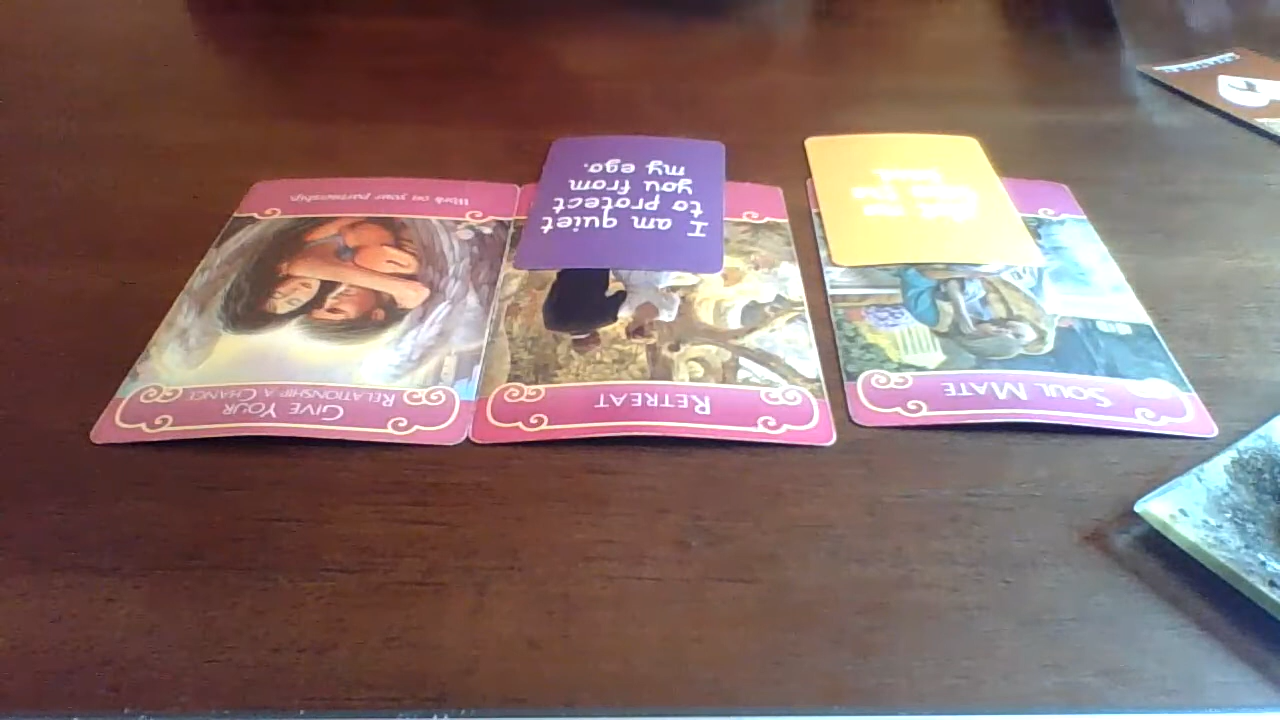 Work on your partnership.
GIVE YOUR
RELATIONSHIP A CHANCE
I am quiet
to protect
you from
my ego.
RETREAT
SOUL MATE